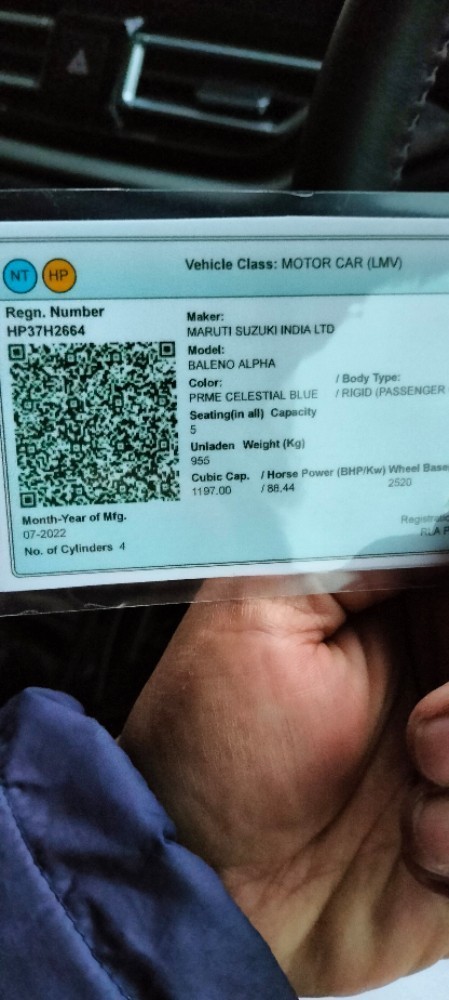 NT HP Vehicle Class: MOTOR CAR (LMV)
Regn. Number
HP37H2664
Maker:
MARUTI SUZUKI INDIA LTD
Model:
BALENO ALPHA
Color: / Body Type:
PRME CELESTIAL BLUE / RIGID (PASSENGER
Seating(in all) Capacity
5
Unladen Weight (Kg)
955
Cubic Cap. / Horse Power (BHP/Kw) Wheel Base
1197.00 / 88.44 2520
Month-Year of Mfg.
07-2022
No. of Cylinders 4
RLA